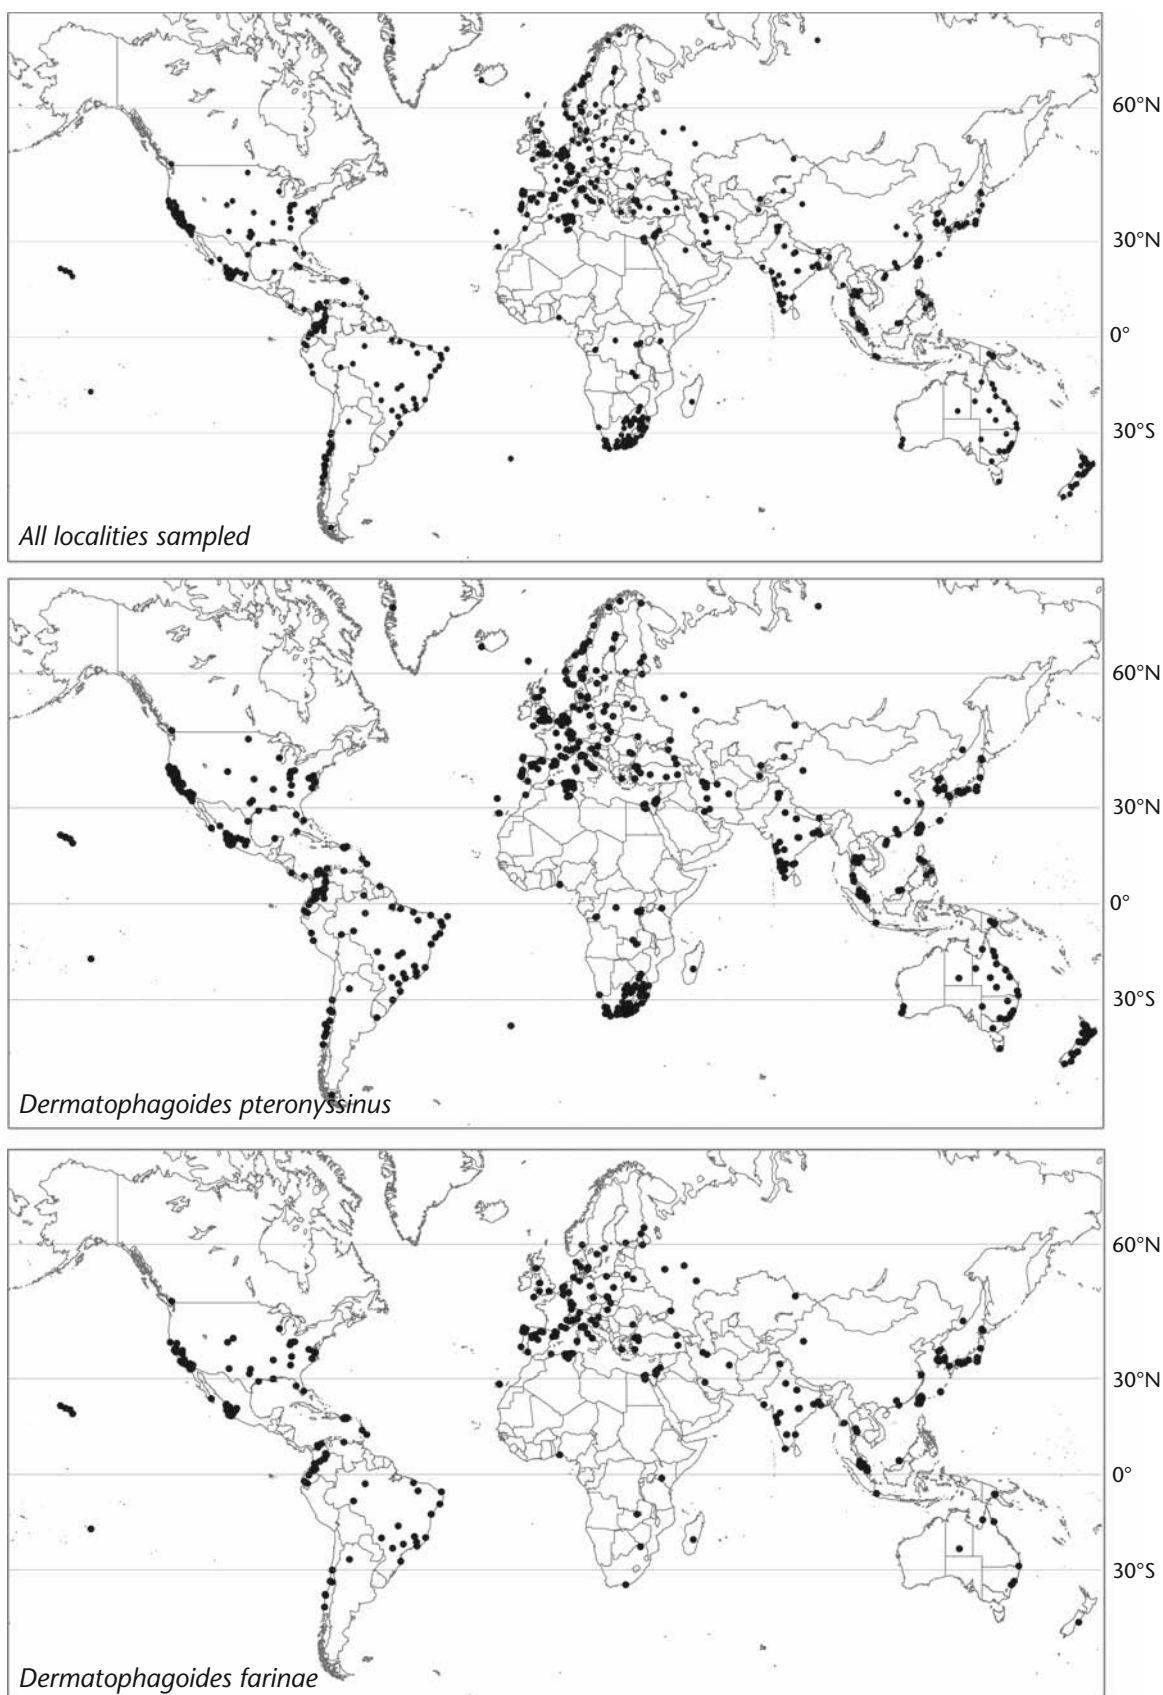 60°N
30°N
0°
30°S
All localities sampled
60°N
30°N
0°
30°S
Dermatophagoides pteronyssinus
60°N
30°N
0°
30°S
Dermatophagoides farinae